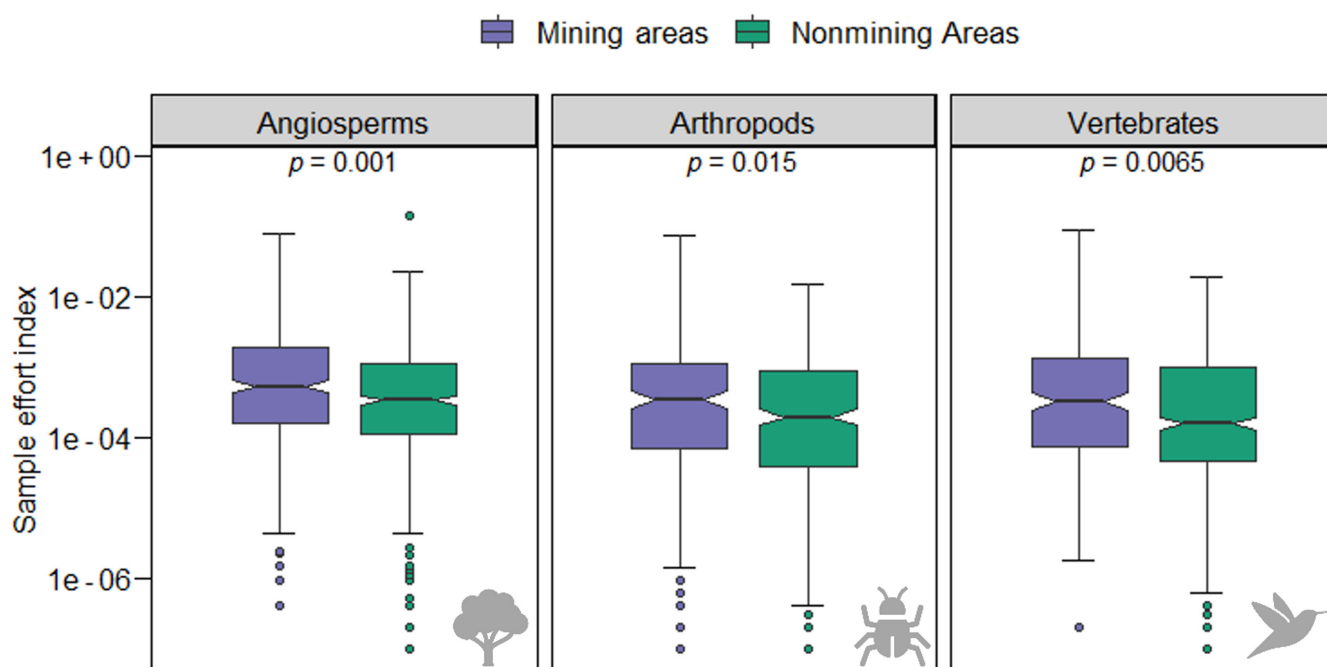 Mining areas Nonmining Areas
Angiosperms Arthropods Vertebrates
1e+00 p = 0.001 p = 0.015 p = 0.0065
Sample effort index
1e-02
1e-04
1e-06